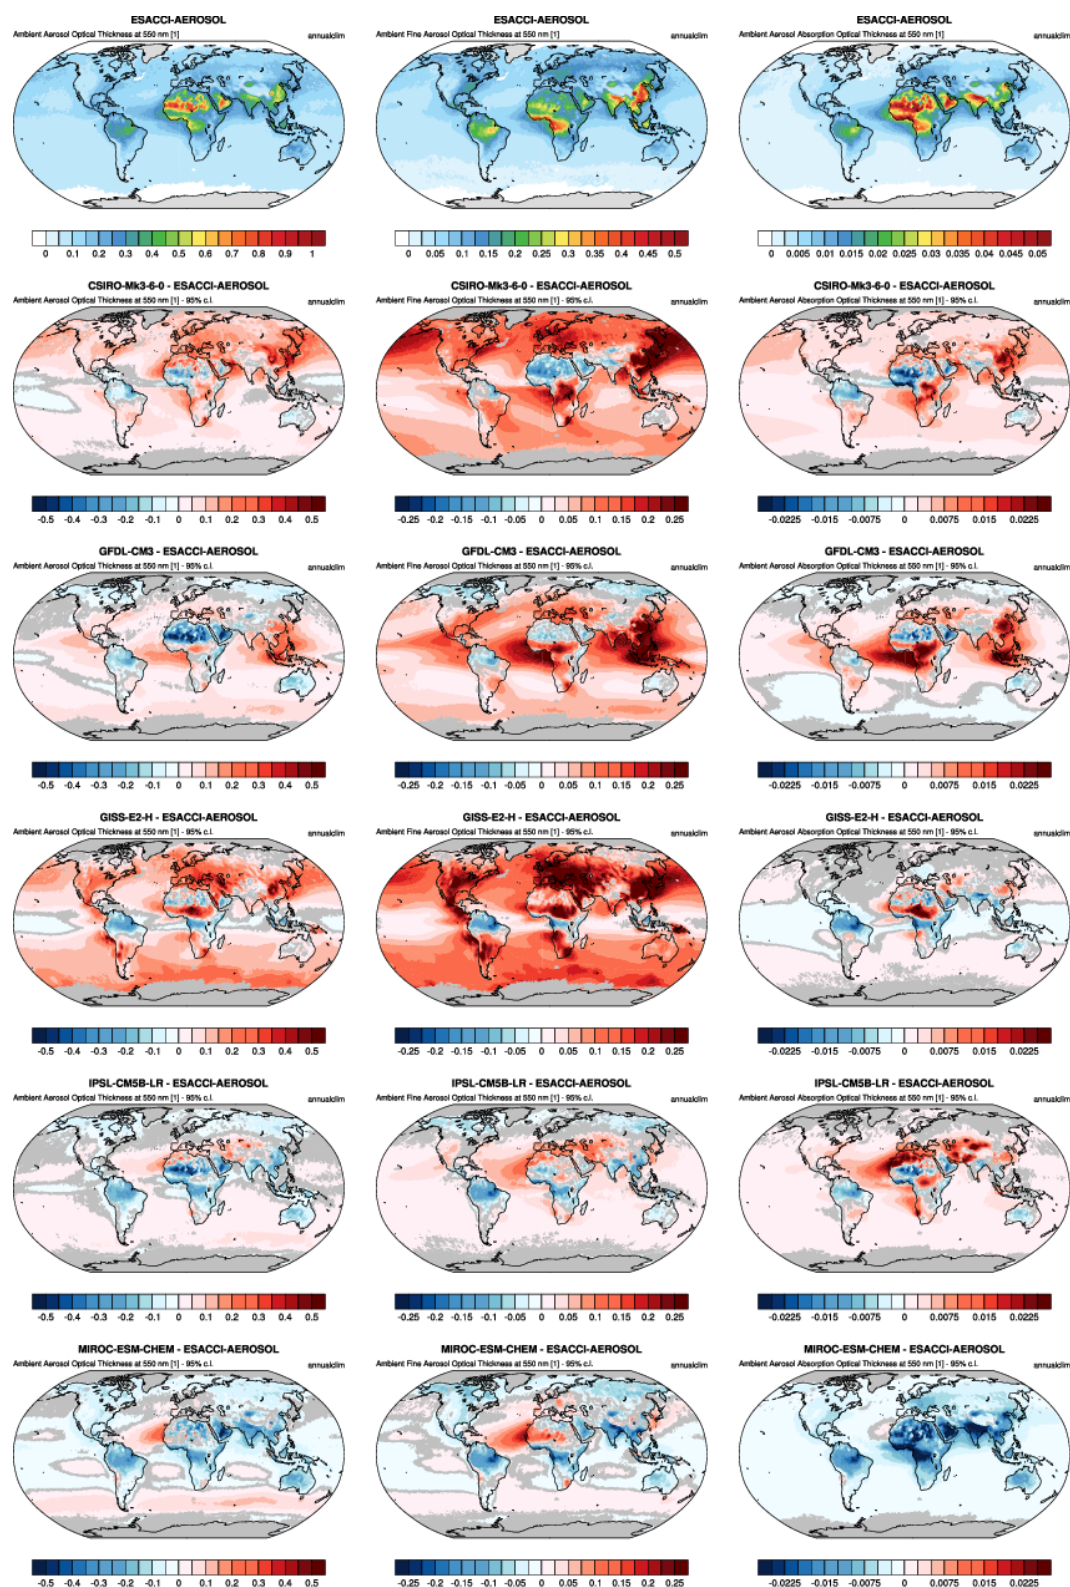 ESACCI-AEROSOL
Ambient Aerosol Optical Thickness at 550 nm [1] annualclim
0 0.1 0.2 0.3 0.4 0.5 0.6 0.7 0.8 0.9 1
ESACCI-AEROSOL
Ambient Fine Aerosol Optical Thickness at 550 nm [1] annualclim
0 0.05 0.1 0.15 0.2 0.25 0.3 0.35 0.4 0.45 0.5
ESACCI-AEROSOL
Ambient Aerosol Absorption Optical Thickness at 550 nm [1] annualclim
0 0.005 0.01 0.015 0.02 0.025 0.03 0.035 0.04 0.045 0.05
CSIRO-Mk3-6-0 - ESACCI-AEROSOL
Ambient Aerosol Optical Thickness at 550 nm [1] - 95% c.l. annualclim
-0.5 -0.4 -0.3 -0.2 -0.1 0 0.1 0.2 0.3 0.4 0.5
CSIRO-Mk3-6-0 - ESACCI-AEROSOL
Ambient Fine Aerosol Optical Thickness at 550 nm [1] - 95% c.l. annualclim
-0.25 -0.2 -0.15 -0.1 -0.05 0 0.05 0.1 0.15 0.2 0.25
CSIRO-Mk3-6-0 - ESACCI-AEROSOL
Ambient Aerosol Absorption Optical Thickness at 550 nm [1] - 95% c.l. annualclim
-0.0225 -0.015 -0.0075 0 0.0075 0.015 0.0225
GFDL-CM3 - ESACCI-AEROSOL
Ambient Aerosol Optical Thickness at 550 nm [1] - 95% c.l. annualclim
-0.5 -0.4 -0.3 -0.2 -0.1 0 0.1 0.2 0.3 0.4 0.5
GFDL-CM3 - ESACCI-AEROSOL
Ambient Fine Aerosol Optical Thickness at 550 nm [1] - 95% c.l. annualclim
-0.25 -0.2 -0.15 -0.1 -0.05 0 0.05 0.1 0.15 0.2 0.25
GFDL-CM3 - ESACCI-AEROSOL
Ambient Aerosol Absorption Optical Thickness at 550 nm [1] - 95% c.l. annualclim
-0.0225 -0.015 -0.0075 0 0.0075 0.015 0.0225
GISS-E2-H - ESACCI-AEROSOL
Ambient Aerosol Optical Thickness at 550 nm [1] - 95% c.l. annualclim
-0.5 -0.4 -0.3 -0.2 -0.1 0 0.1 0.2 0.3 0.4 0.5
GISS-E2-H - ESACCI-AEROSOL
Ambient Fine Aerosol Optical Thickness at 550 nm [1] - 95% c.l. annualclim
-0.25 -0.2 -0.15 -0.1 -0.05 0 0.05 0.1 0.15 0.2 0.25
GISS-E2-H - ESACCI-AEROSOL
Ambient Aerosol Absorption Optical Thickness at 550 nm [1] - 95% c.l. annualclim
-0.0225 -0.015 -0.0075 0 0.0075 0.015 0.0225
IPSL-CM5B-LR - ESACCI-AEROSOL
Ambient Aerosol Optical Thickness at 550 nm [1] - 95% c.l. annualclim
-0.5 -0.4 -0.3 -0.2 -0.1 0 0.1 0.2 0.3 0.4 0.5
IPSL-CM5B-LR - ESACCI-AEROSOL
Ambient Fine Aerosol Optical Thickness at 550 nm [1] - 95% c.l. annualclim
-0.25 -0.2 -0.15 -0.1 -0.05 0 0.05 0.1 0.15 0.2 0.25
IPSL-CM5B-LR - ESACCI-AEROSOL
Ambient Aerosol Absorption Optical Thickness at 550 nm [1] - 95% c.l. annualclim
-0.0225 -0.015 -0.0075 0 0.0075 0.015 0.0225
MIROC-ESM-CHEM - ESACCI-AEROSOL
Ambient Aerosol Optical Thickness at 550 nm [1] - 95% c.l. annualclim
-0.5 -0.4 -0.3 -0.2 -0.1 0 0.1 0.2 0.3 0.4 0.5
MIROC-ESM-CHEM - ESACCI-AEROSOL
Ambient Fine Aerosol Optical Thickness at 550 nm [1] - 95% c.l. annualclim
-0.25 -0.2 -0.15 -0.1 -0.05 0 0.05 0.1 0.15 0.2 0.25
MIROC-ESM-CHEM - ESACCI-AEROSOL
Ambient Aerosol Absorption Optical Thickness at 550 nm [1] - 95% c.l. annualclim
-0.0225 -0.015 -0.0075 0 0.0075 0.015 0.0225